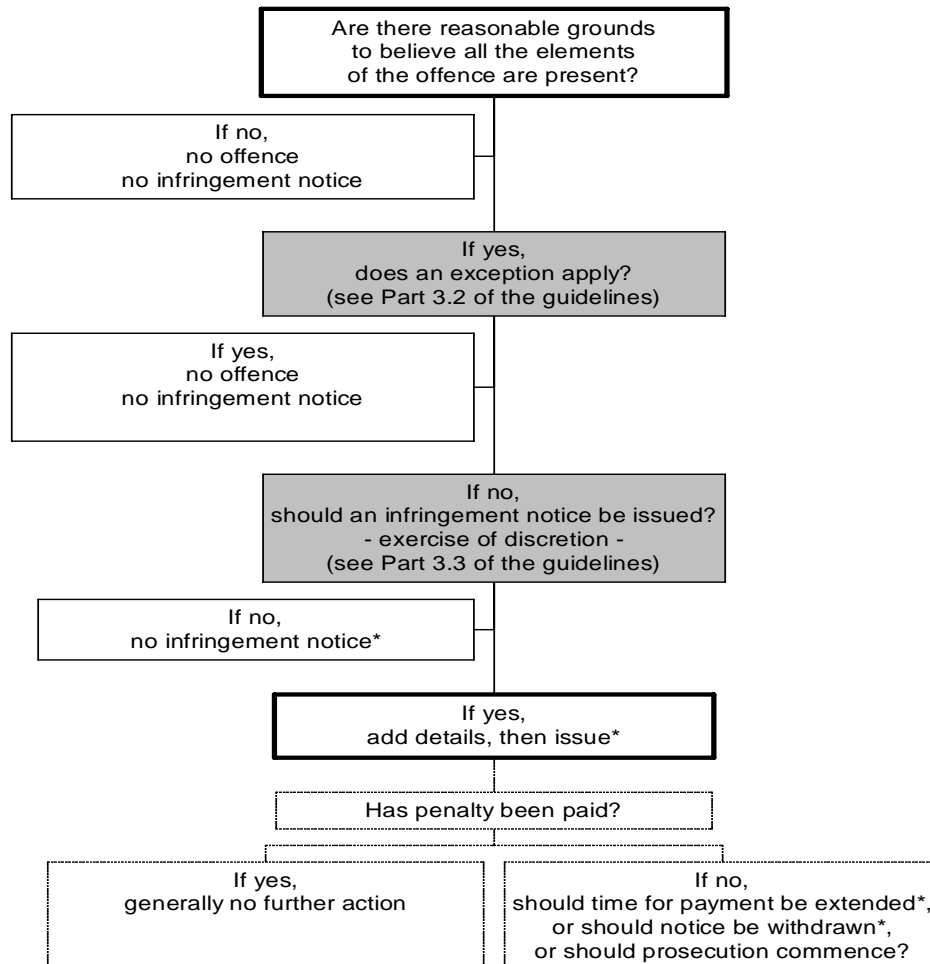 Are there reasonable grounds
to believe all the elements
of the offence are present?
If no,
no offence
no infringement notice
If yes,
does an exception apply?
(see Part 3.2 of the guidelines)
If yes,
no offence
no infringement notice
If no,
should an infringement notice be issued?
- exercise of discretion -
(see Part 3.3 of the guidelines)
If no,
no infringement notice*
If yes,
add details, then issue*
Has penalty been paid?
If yes,
generally no further action
If no,
should time for payment be extended*,
or should notice be withdrawn*,
or should prosecution commence?